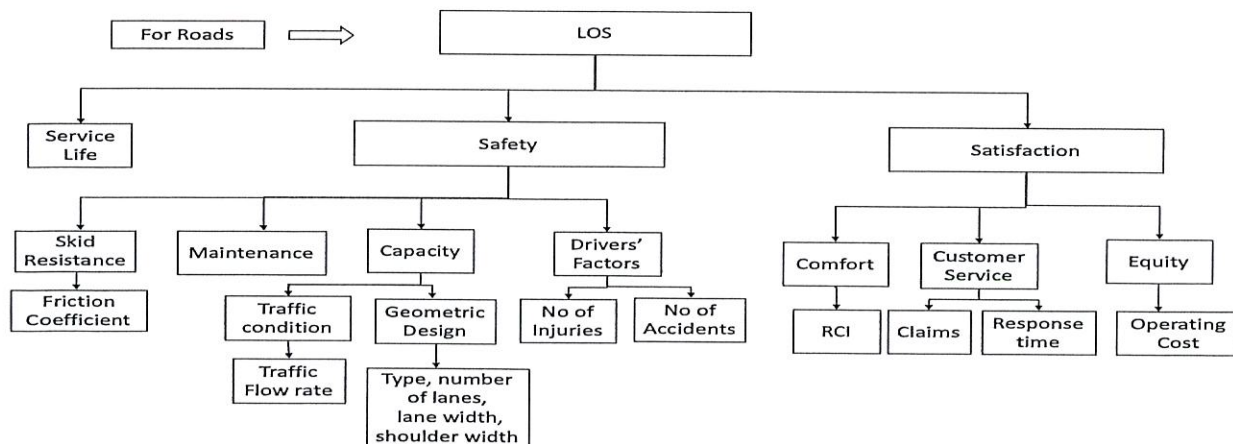 For Roads
LOS
Service
Life
Safety
Satisfaction
Skid
Resistance
Maintenance
Capacity
Drivers'
Factors
Comfort
Customer
Service
Equity
Friction
Coefficient
Traffic
condition
Geometric
Design
No of
Injuries
No of
Accidents
RCI
Claims
Response
time
Operating
Cost
Traffic
Flow rate
Type, number
of lanes,
lane width,
shoulder width